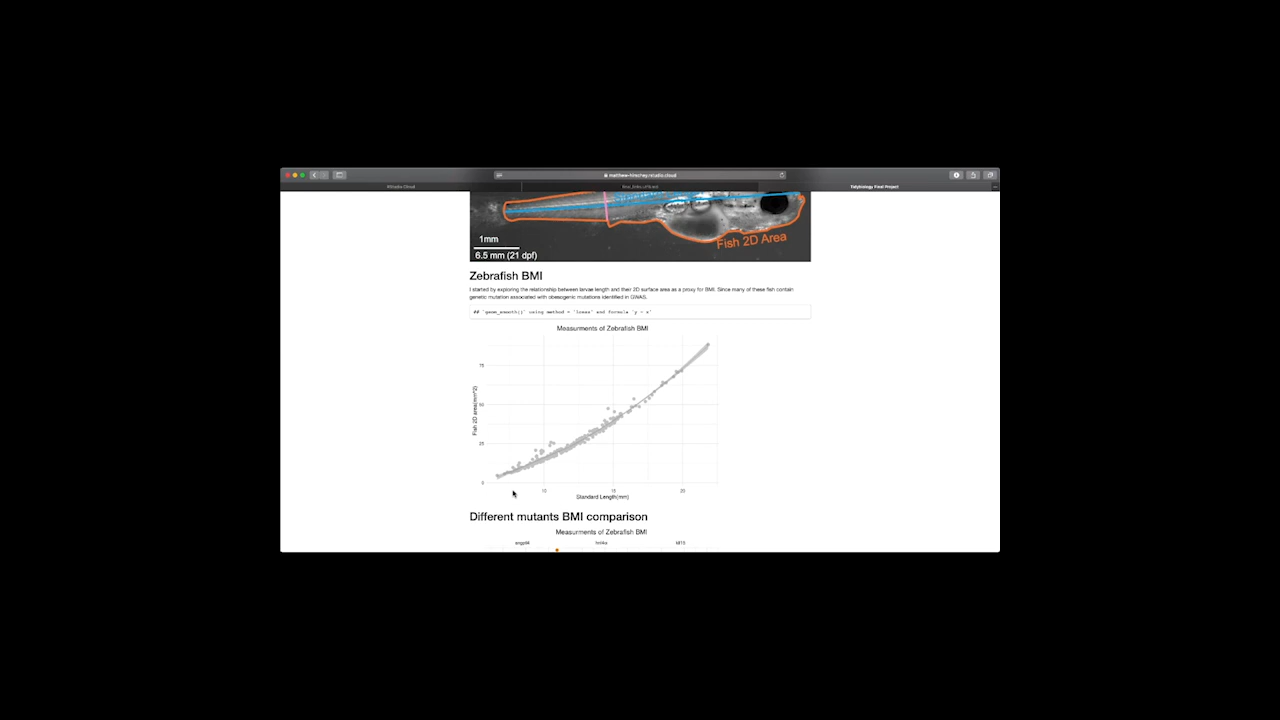 matthew-hirschey.rstudio.cloud
RStudio Cloud
Tidybiology Final Project
Fish 2D Area
1mm
6.5 mm (21 dpf)
Zebrafish BMI
I started by exploring the relationship between larvae length and their 2D surface area as a proxy for BMI. Since many of these fish contain
genetic mutation associated with obesogenic mutations identified in GWAS.
## `geom_smooth()` using method = 'loess' and formula 'y ~ x'
Measurments of Zebrafish BMI
75
50
25
0
Fish 2D area(mm^2)
10
15
20
Standard Length(mm)
Different mutants BMI comparison
Measurments of Zebrafish BMI